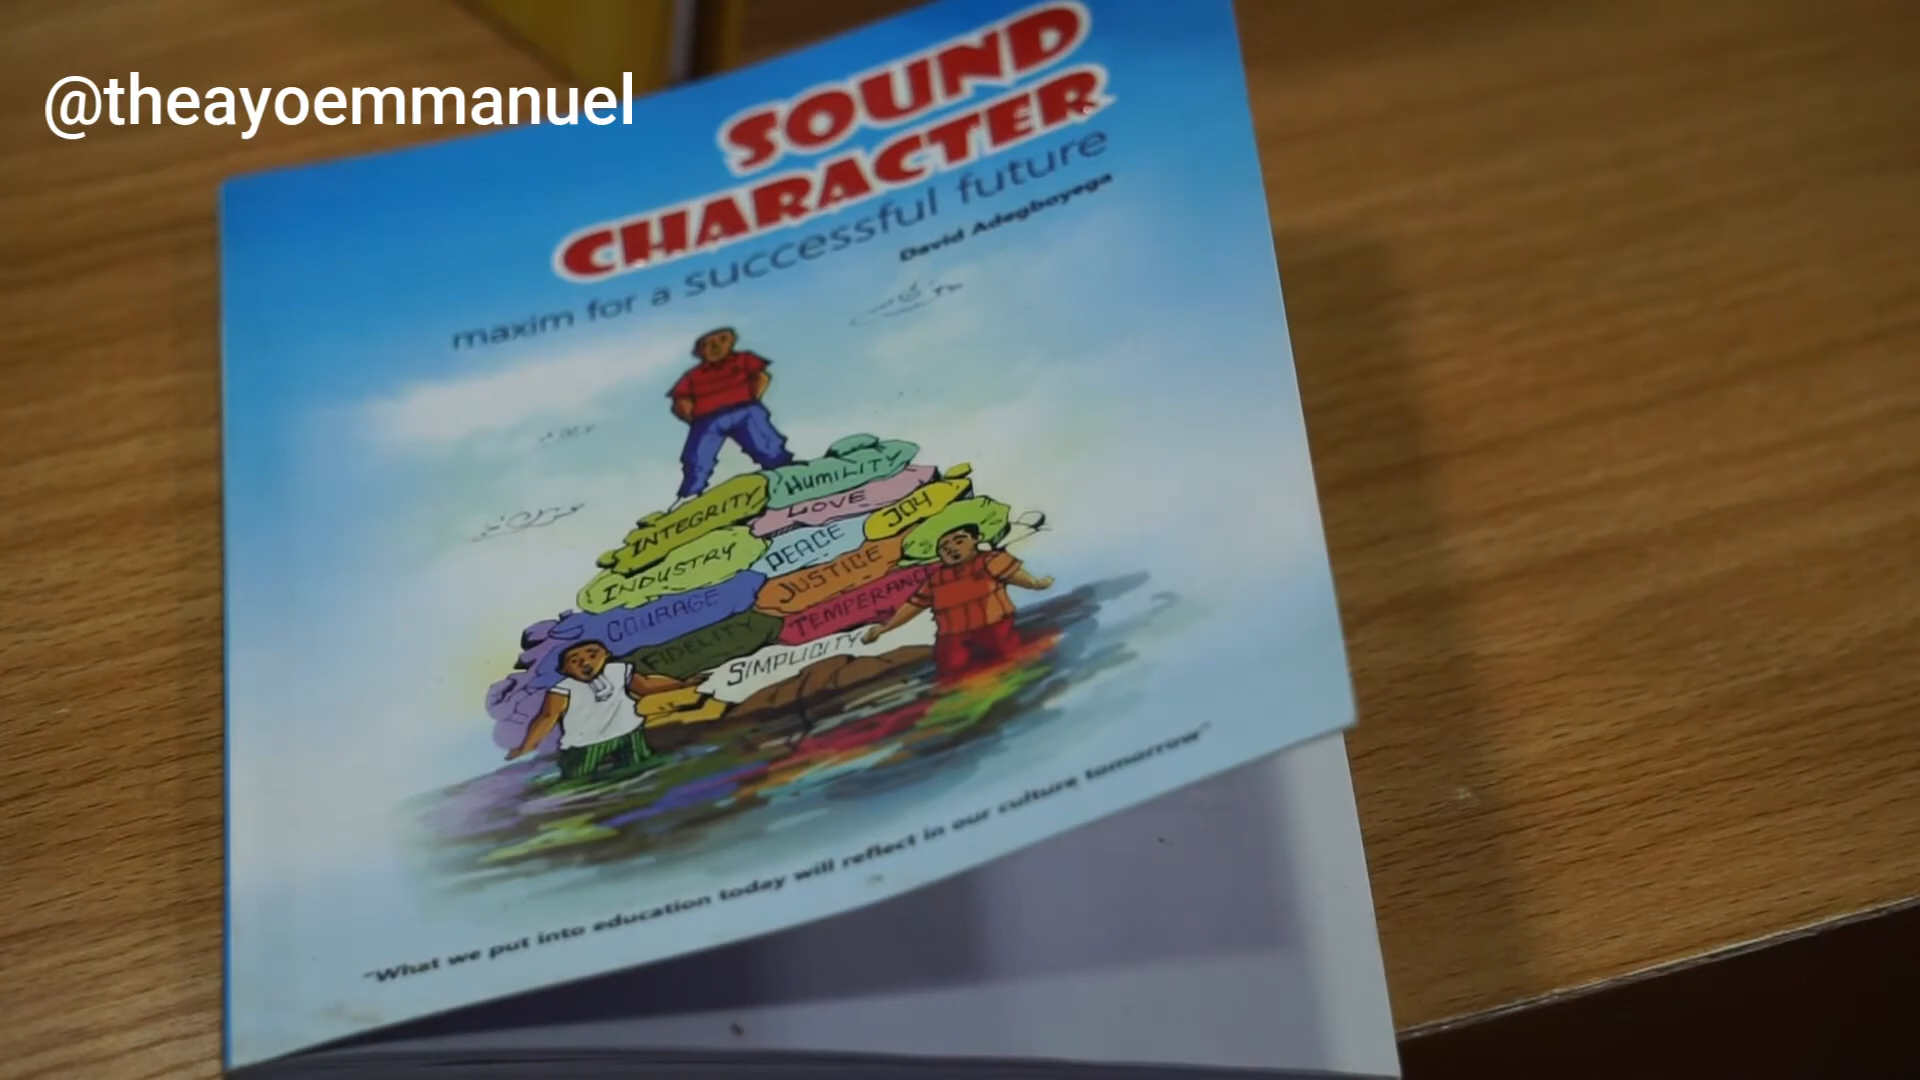 @theayoemmanuel
SOUND
CHARACTER
maxim for a successful future
David Adegboyega
INTEGRITY
HUMILITY
LOVE
JOY
INDUSTRY
PEACE
COURAGE
JUSTICE
FIDELITY
TEMPERANC
SIMPLICITY
"What we put into education today will reflect in our culture tomorrow"